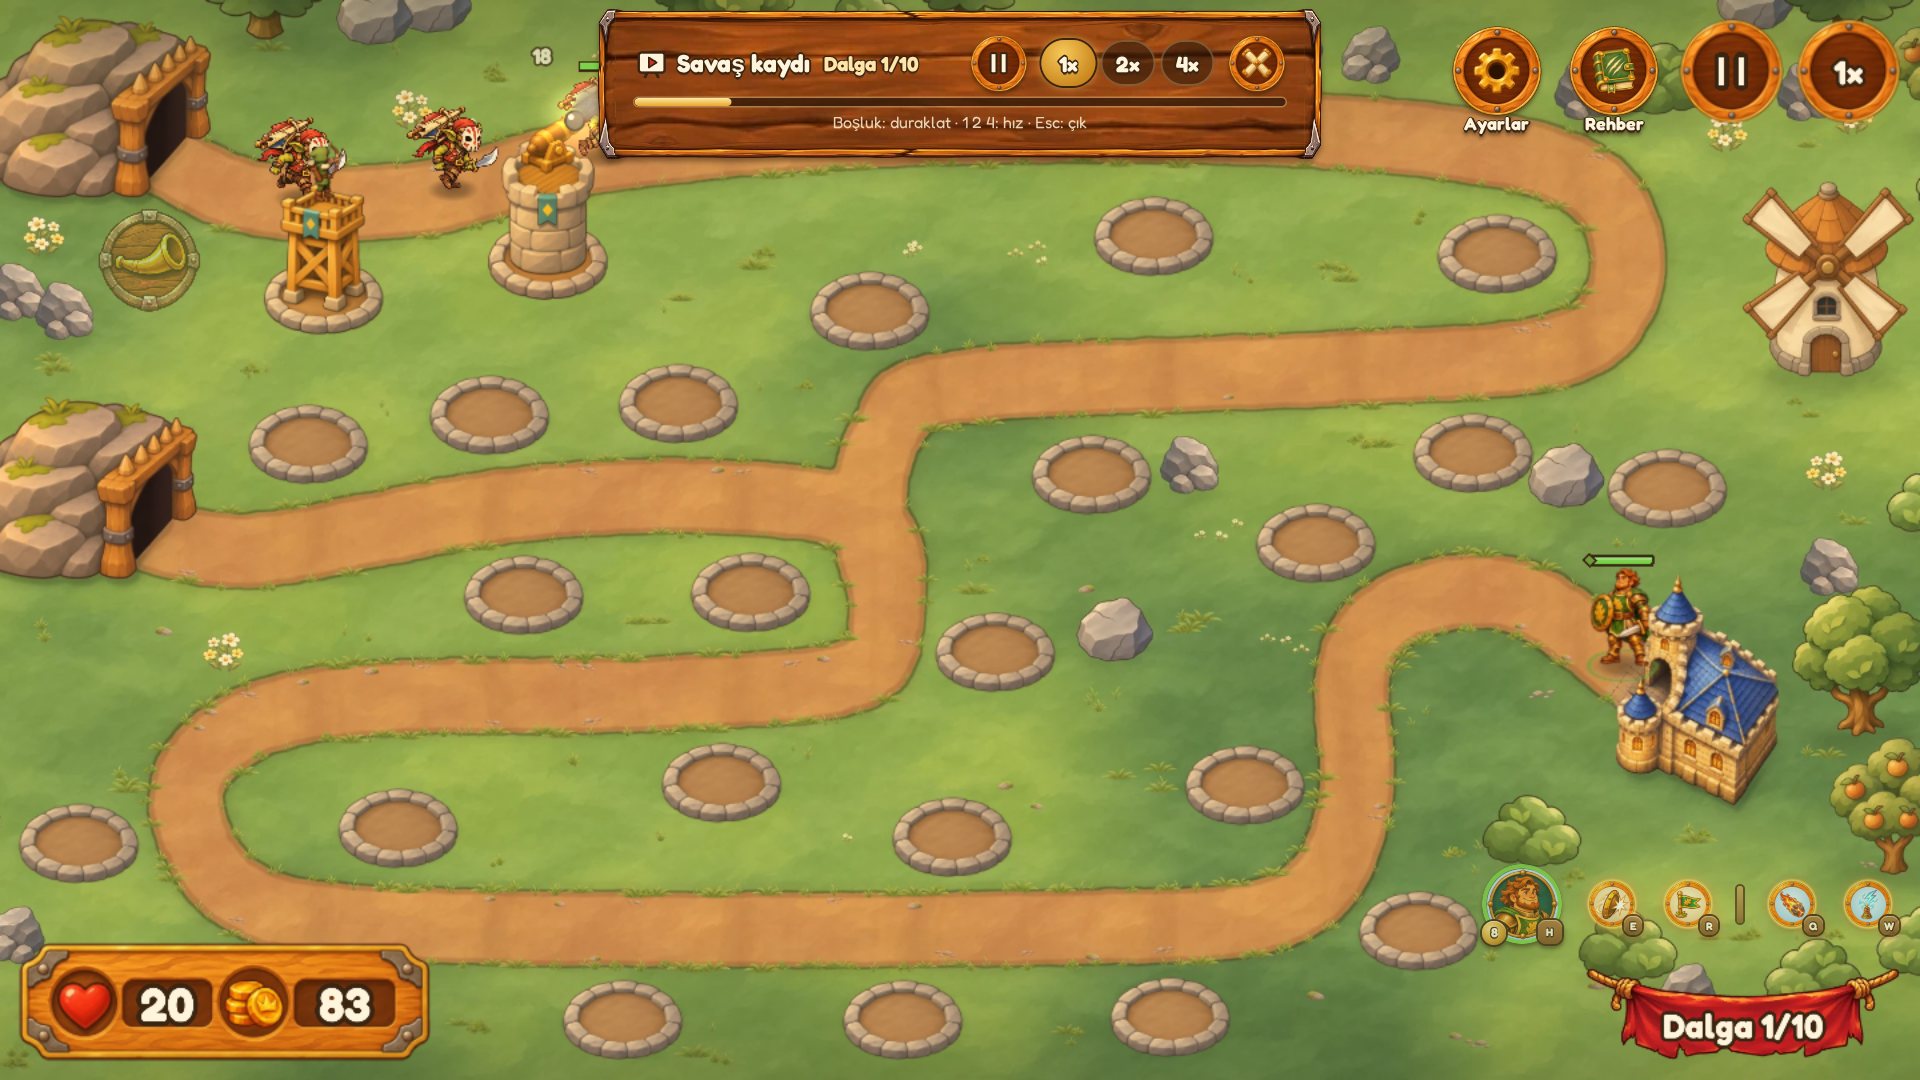 18
Savaş kaydı Dalga 1/10
1x 2x 4x
Boşluk: duraklat · 1 2 4: hız · Esc: çık
1x
Ayarlar Rehber
8 H E R Q W
20 83
Dalga 1/10